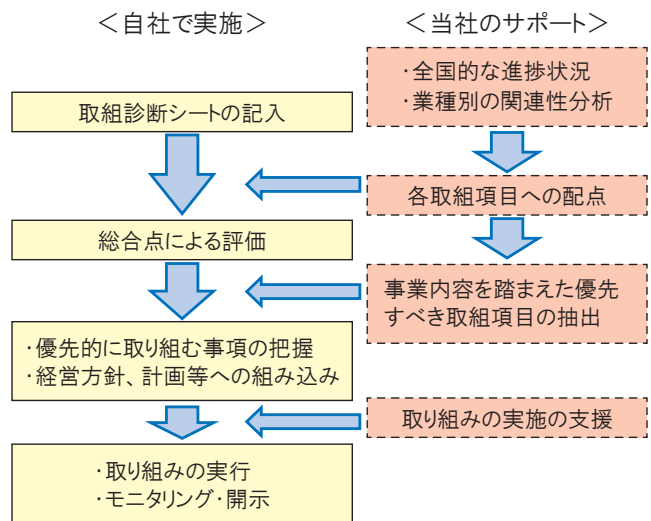 ＜自社で実施＞
＜当社のサポート＞
・全国的な進捗状況
・業種別の関連性分析
取組診断シートの記入
各取組項目への配点
総合点による評価
事業内容を踏まえた優先
すべき取組項目の抽出
・優先的に取り組む事項の把握
・経営方針、計画等への組み込み
取り組みの実施の支援
・取り組みの実行
・モニタリング・開示